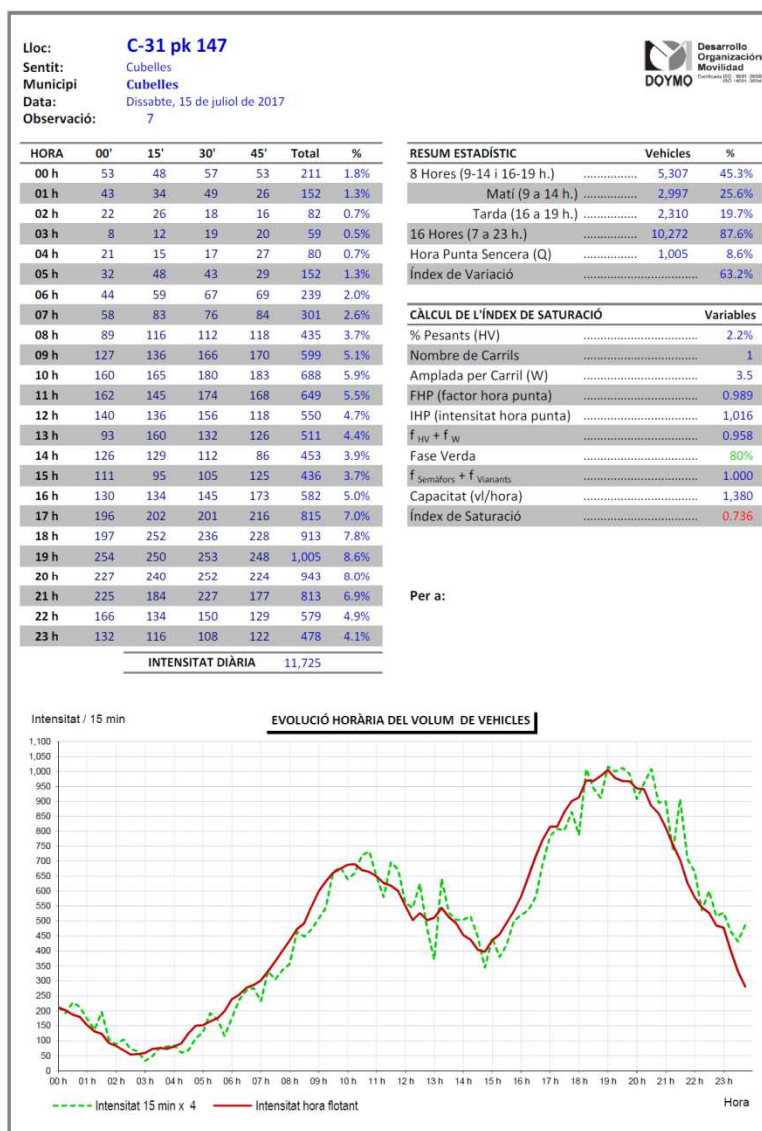 Lloc: C-31 pk 147
Sentit: Cubelles
Municipi Cubelles
Data: Dissabte, 15 de juliol de 2017
Observació: 7
DOYMO
Desarrollo
Organización
Movilidad
HORA 00' 15' 30' 45' Total %
00 h 53 48 57 53 211 1.8%
01 h 43 34 49 26 152 1.3%
02 h 22 26 18 16 82 0.7%
03 h 8 12 19 20 59 0.5%
04 h 21 15 17 27 80 0.7%
05 h 32 48 43 29 152 1.3%
06 h 44 59 67 69 239 2.0%
07 h 58 83 76 84 301 2.6%
08 h 89 116 112 118 435 3.7%
09 h 127 136 166 170 599 5.1%
10 h 160 165 180 183 688 5.9%
11 h 162 145 174 168 649 5.5%
12 h 140 136 156 118 550 4.7%
13 h 93 160 132 126 511 4.4%
14 h 126 129 112 86 453 3.9%
15 h 111 95 105 125 436 3.7%
16 h 130 134 145 173 582 5.0%
17 h 196 202 201 216 815 7.0%
18 h 197 252 236 228 913 7.8%
19 h 254 250 253 248 1,005 8.6%
20 h 227 240 252 224 943 8.0%
21 h 225 184 227 177 813 6.9%
22 h 166 134 150 129 579 4.9%
23 h 132 116 108 122 478 4.1%
INTENSITAT DIÀRIA 11,725
RESUM ESTADÍSTIC Vehicles %
8 Hores (9-14 i 16-19 h.) ................ 5,307 45.3%
Matí (9 a 14 h.) ................ 2,997 25.6%
Tarda (16 a 19 h.) ................ 2,310 19.7%
16 Hores (7 a 23 h.) ................ 10,272 87.6%
Hora Punta Sencera (Q) ................ 1,005 8.6%
Índex de Variació .................................. 63.2%
CÀLCUL DE L'ÍNDEX DE SATURACIÓ Variables
% Pesants (HV) .................................. 2.2%
Nombre de Carrils .................................. 1
Amplada per Carril (W) .................................. 3.5
FHP (factor hora punta) .................................. 0.989
IHP (intensitat hora punta) .................................. 1,016
f HV + f W .................................. 0.958
Fase Verda .................................. 80%
f Semàfors + f Vianants .................................. 1.000
Capacitat (vl/hora) .................................. 1,380
Índex de Saturació .................................. 0.736
Per a:
Intensitat / 15 min
EVOLUCIÓ HORÀRIA DEL VOLUM DE VEHICLES
1,100
1,050
1,000
950
900
850
800
750
700
650
600
550
500
450
400
350
300
250
200
150
100
50
0
00 h 01 h 02 h 03 h 04 h 05 h 06 h 07 h 08 h 09 h 10 h 11 h 12 h 13 h 14 h 15 h 16 h 17 h 18 h 19 h 20 h 21 h 22 h 23 h
Hora
Intensitat 15 min x 4 Intensitat hora flotant